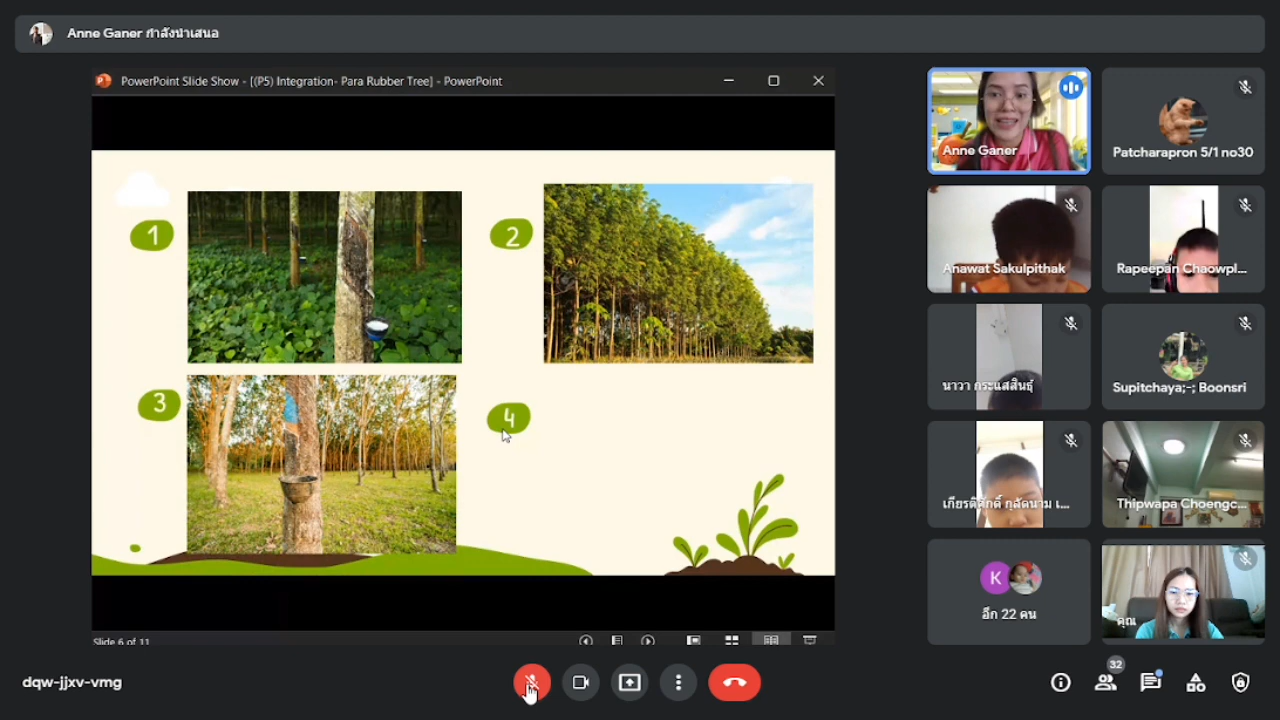 Anne Ganer กำลังนำเสนอ
PowerPoint Slide Show - [(P5) Integration- Para Rubber Tree] - PowerPoint
1
2
3
4
Slide 6 of 11
Anne Ganer
Patcharapron 5/1 no30
Anawat Sakulpithak
Rapeepan Chaowpl...
นาวา กระแสสินธุ์
Supitchaya;-; Boonsri
เกียรติศักดิ์ กุลัดนาม เ...
Thipwapa Choengc...
K
อีก 22 คน
คุณ
dqw-jjxv-vmg
32